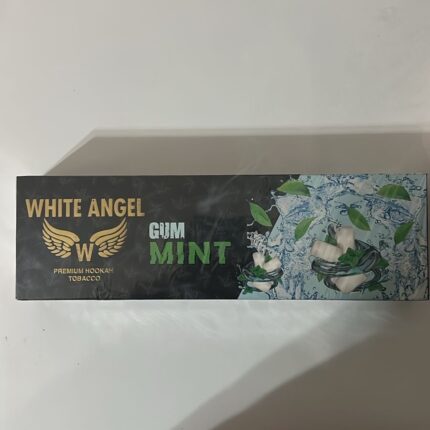 WHITE ANGEL
W
PREMIUM HOOKAH
TOBACCO
GUM
MINT